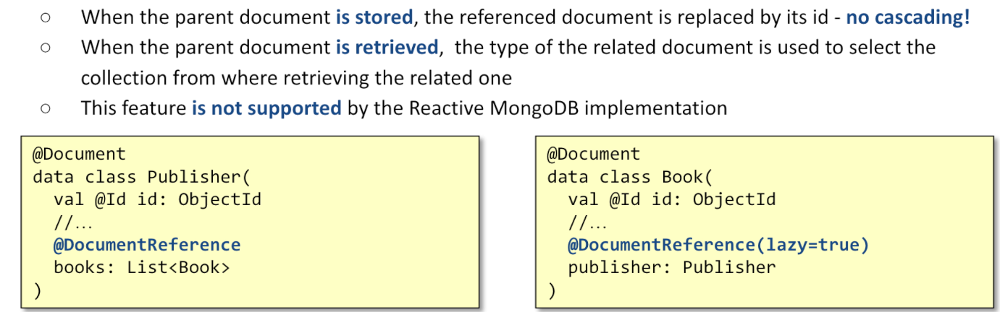 ○ When the parent document is stored, the referenced document is replaced by its id - no cascading!
○ When the parent document is retrieved, the type of the related document is used to select the
collection from where retrieving the related one
○ This feature is not supported by the Reactive MongoDB implementation
@Document
data class Publisher(
  val @Id id: ObjectId
  //...
  @DocumentReference
  books: List<Book>
)
@Document
data class Book(
  val @Id id: ObjectId
  //...
  @DocumentReference(lazy=true)
  publisher: Publisher
)